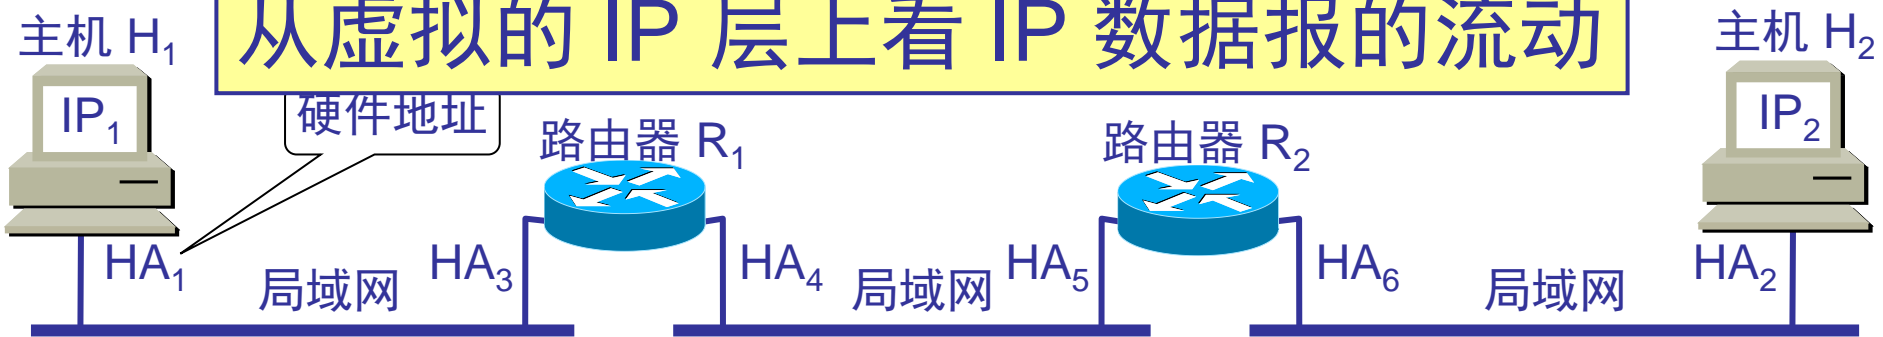 从虚拟的 IP 层上看 IP 数据报的流动
主机 H₁
主机 H₂
IP₁
硬件地址
路由器 R₁
路由器 R₂
IP₂
HA₁
局域网
HA₃
HA₄
局域网
HA₅
HA₆
局域网
HA₂